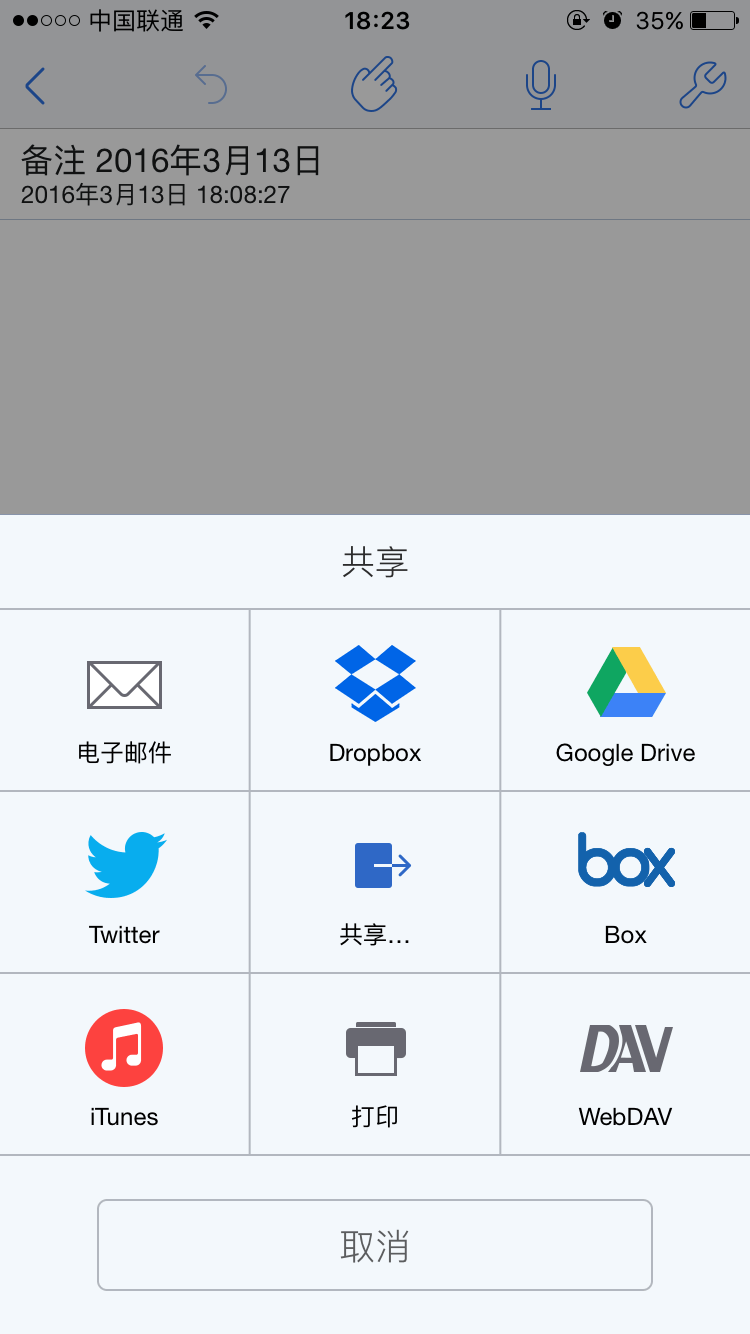 中国联通 18:23 35%
备注 2016年3月13日
2016年3月13日 18:08:27
共享
电子邮件 Dropbox Google Drive
box
Twitter 共享... Box
DAV
iTunes 打印 WebDAV
取消